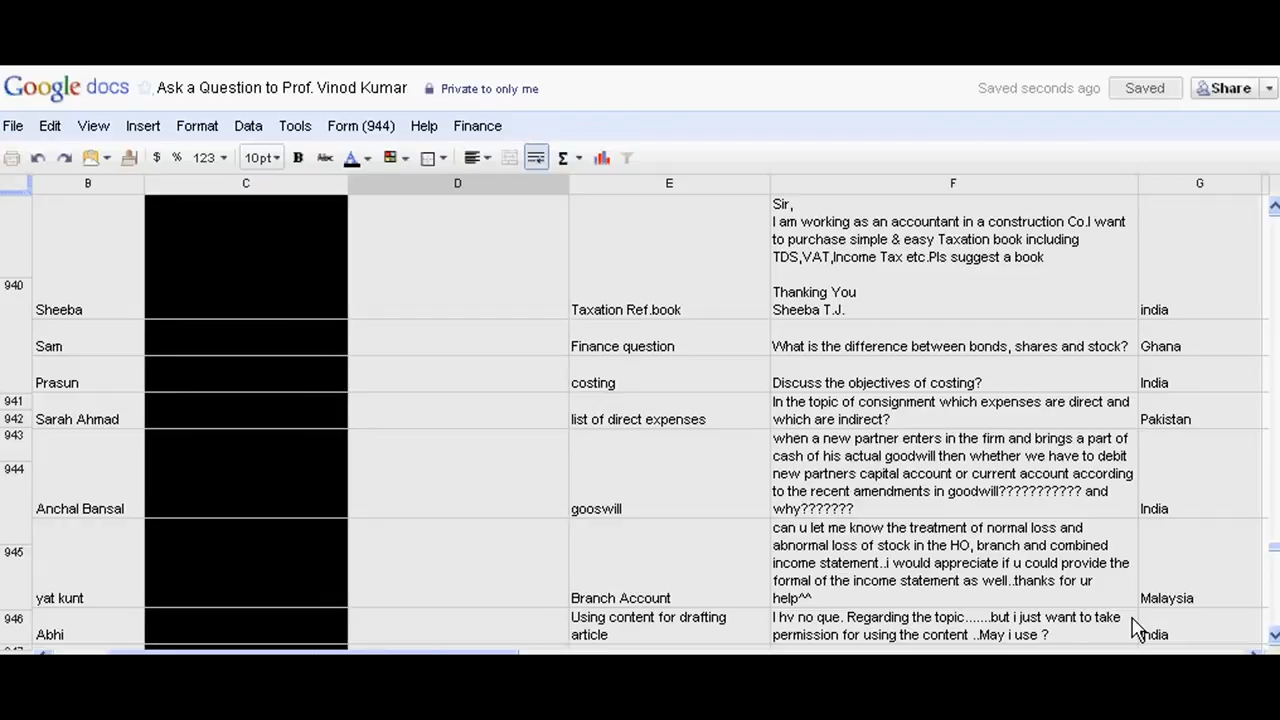 Google docs Ask a Question to Prof. Vinod Kumar Private to only me Saved seconds ago Saved Share
File Edit View Insert Format Data Tools Form (944) Help Finance
$ % 123 10pt B Abc A Σ
B C D E F G
940
Sheeba
Taxation Ref.book
Sir,
I am working as an accountant in a construction Co.I want
to purchase simple & easy Taxation book including
TDS,VAT,Income Tax etc.Pls suggest a book
Thanking You
Sheeba T.J.
india
Sam
Finance question
What is the difference between bonds, shares and stock?
Ghana
Prasun
costing
Discuss the objectives of costing?
India
941
942
Sarah Ahmad
list of direct expenses
In the topic of consignment which expenses are direct and
which are indirect?
Pakistan
943
944
Anchal Bansal
gooswill
when a new partner enters in the firm and brings a part of
cash of his actual goodwill then whether we have to debit
new partners capital account or current account according
to the recent amendments in goodwill??????????? and
why???????
India
945
yat kunt
Branch Account
can u let me know the treatment of normal loss and
abnormal loss of stock in the HO, branch and combined
income statement..i would appreciate if u could provide the
formal of the income statement as well..thanks for ur
help^^
Malaysia
946
Abhi
Using content for drafting
article
I hv no que. Regarding the topic.......but i just want to take
permission for using the content ..May i use ?
India